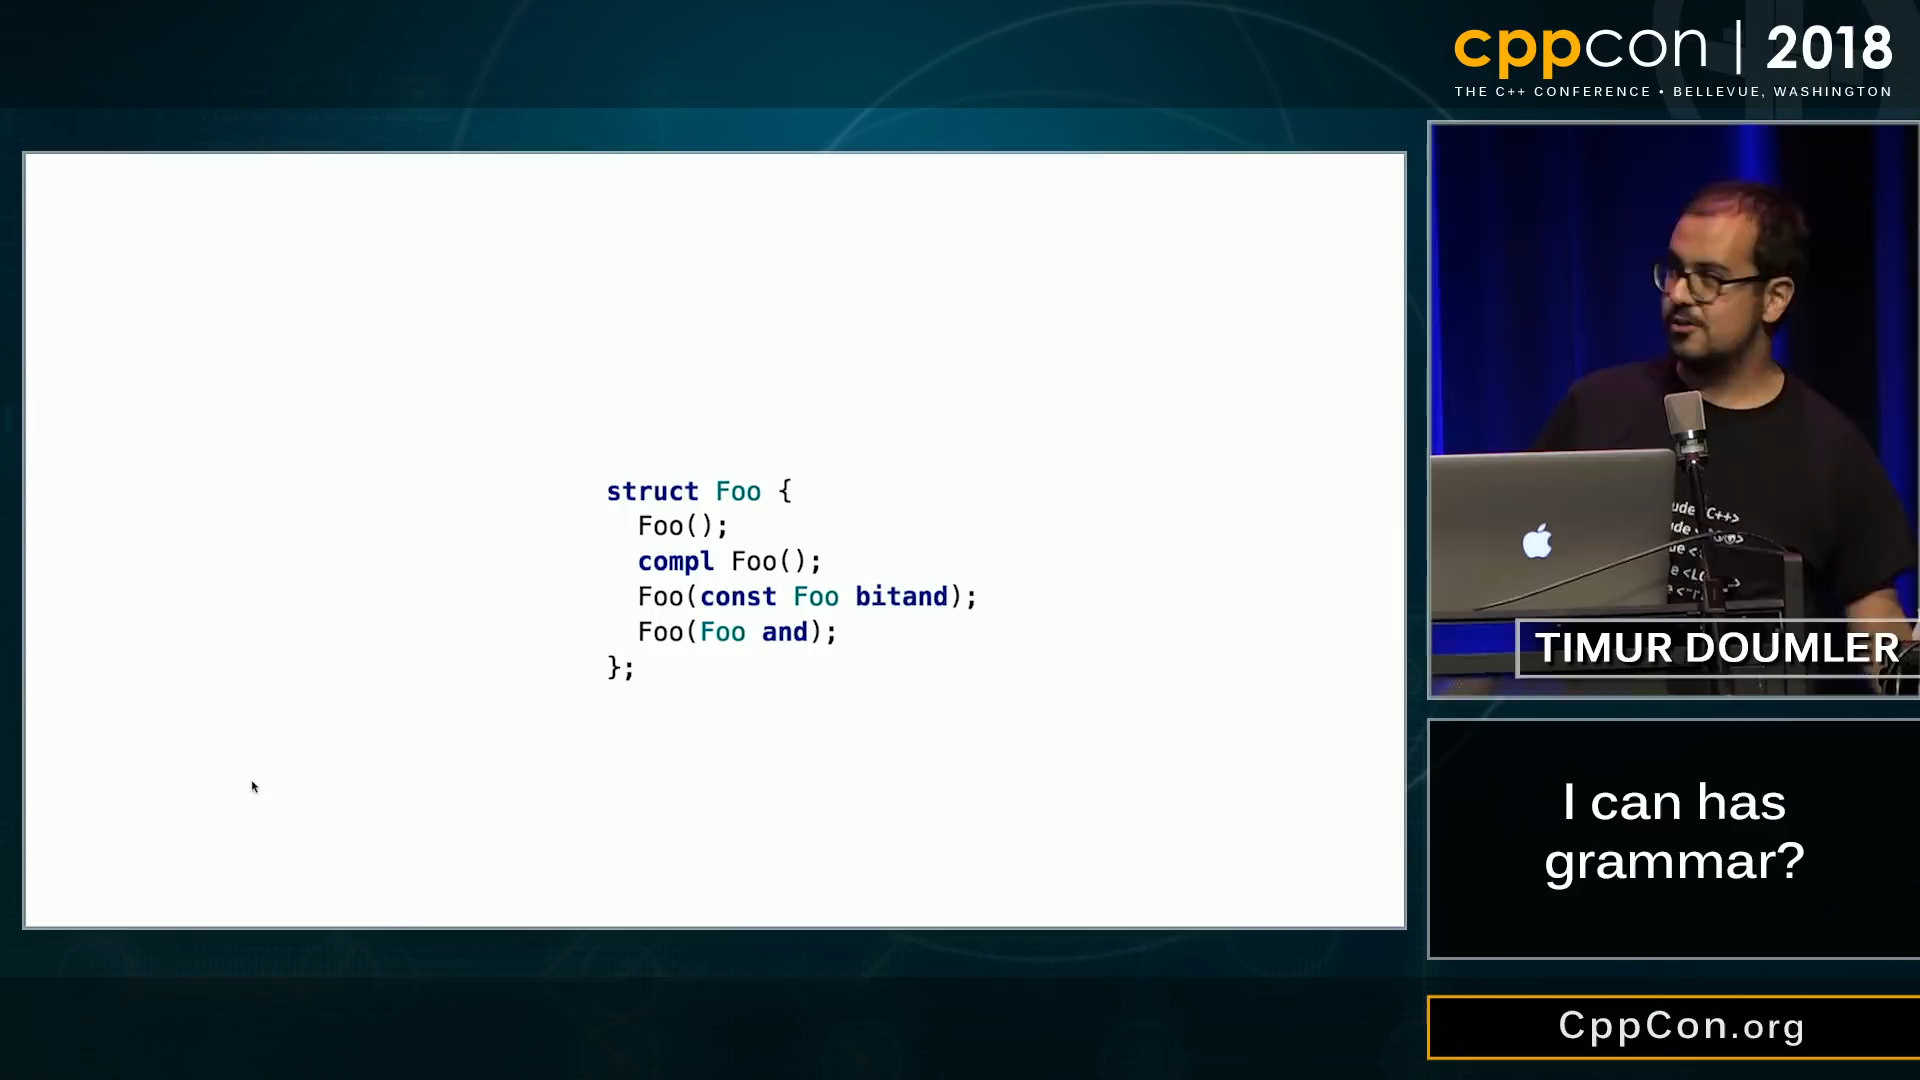 cppcon | 2018
THE C++ CONFERENCE • BELLEVUE, WASHINGTON
struct Foo {
  Foo();
  compl Foo();
  Foo(const Foo bitand);
  Foo(Foo and);
};
ude <C++>
TIMUR DOUMLER
I can has
grammar?
CppCon.org